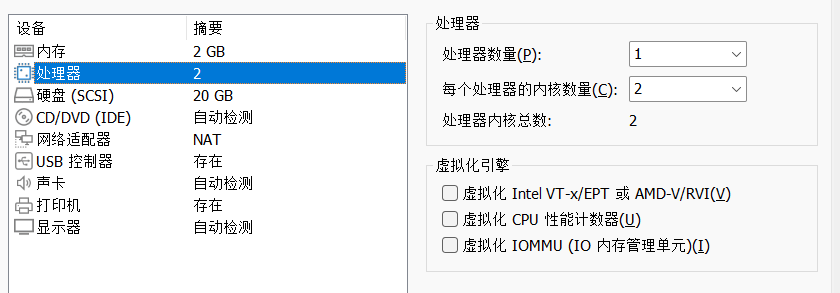 设备 摘要
内存 2 GB
处理器 2
硬盘 (SCSI) 20 GB
CD/DVD (IDE) 自动检测
网络适配器 NAT
USB 控制器 存在
声卡 自动检测
打印机 存在
显示器 自动检测
处理器
处理器数量(P): 1
每个处理器的内核数量(C): 2
处理器内核总数: 2
虚拟化引擎
虚拟化 Intel VT-x/EPT 或 AMD-V/RVI(V)
虚拟化 CPU 性能计数器(U)
虚拟化 IOMMU (IO 内存管理单元)(I)